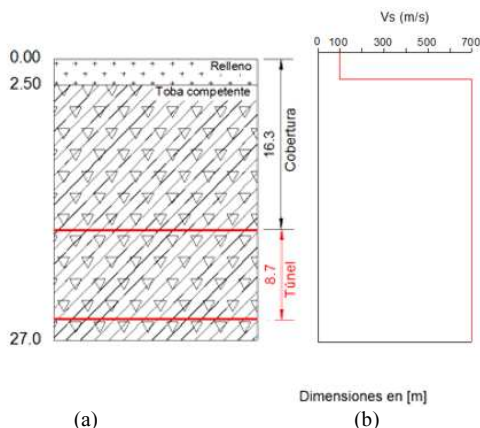 Vs (m/s)
0 100 300 500 700
0.00
2.50
27.0
Relleno
Toba competente
16.3
Cobertura
8.7
Túnel
Dimensiones en [m]
(a) (b)